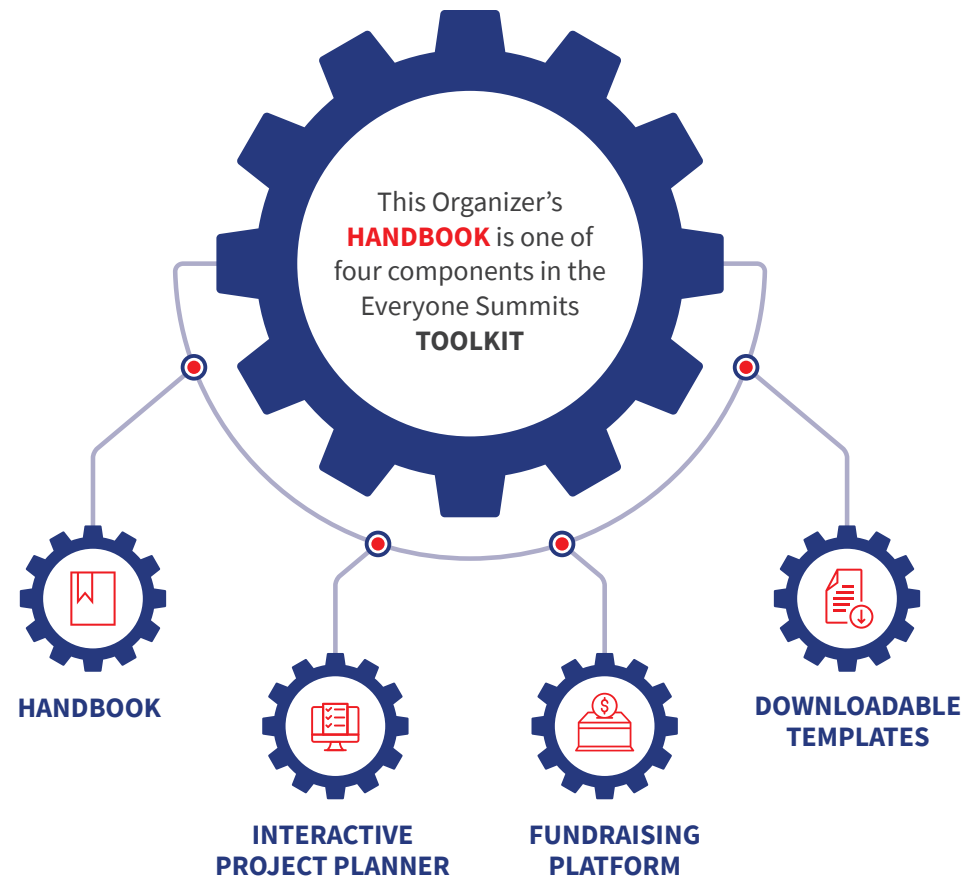 This Organizer’s
HANDBOOK is one of
four components in the
Everyone Summits
TOOLKIT
HANDBOOK
INTERACTIVE
PROJECT PLANNER
FUNDRAISING
PLATFORM
DOWNLOADABLE
TEMPLATES